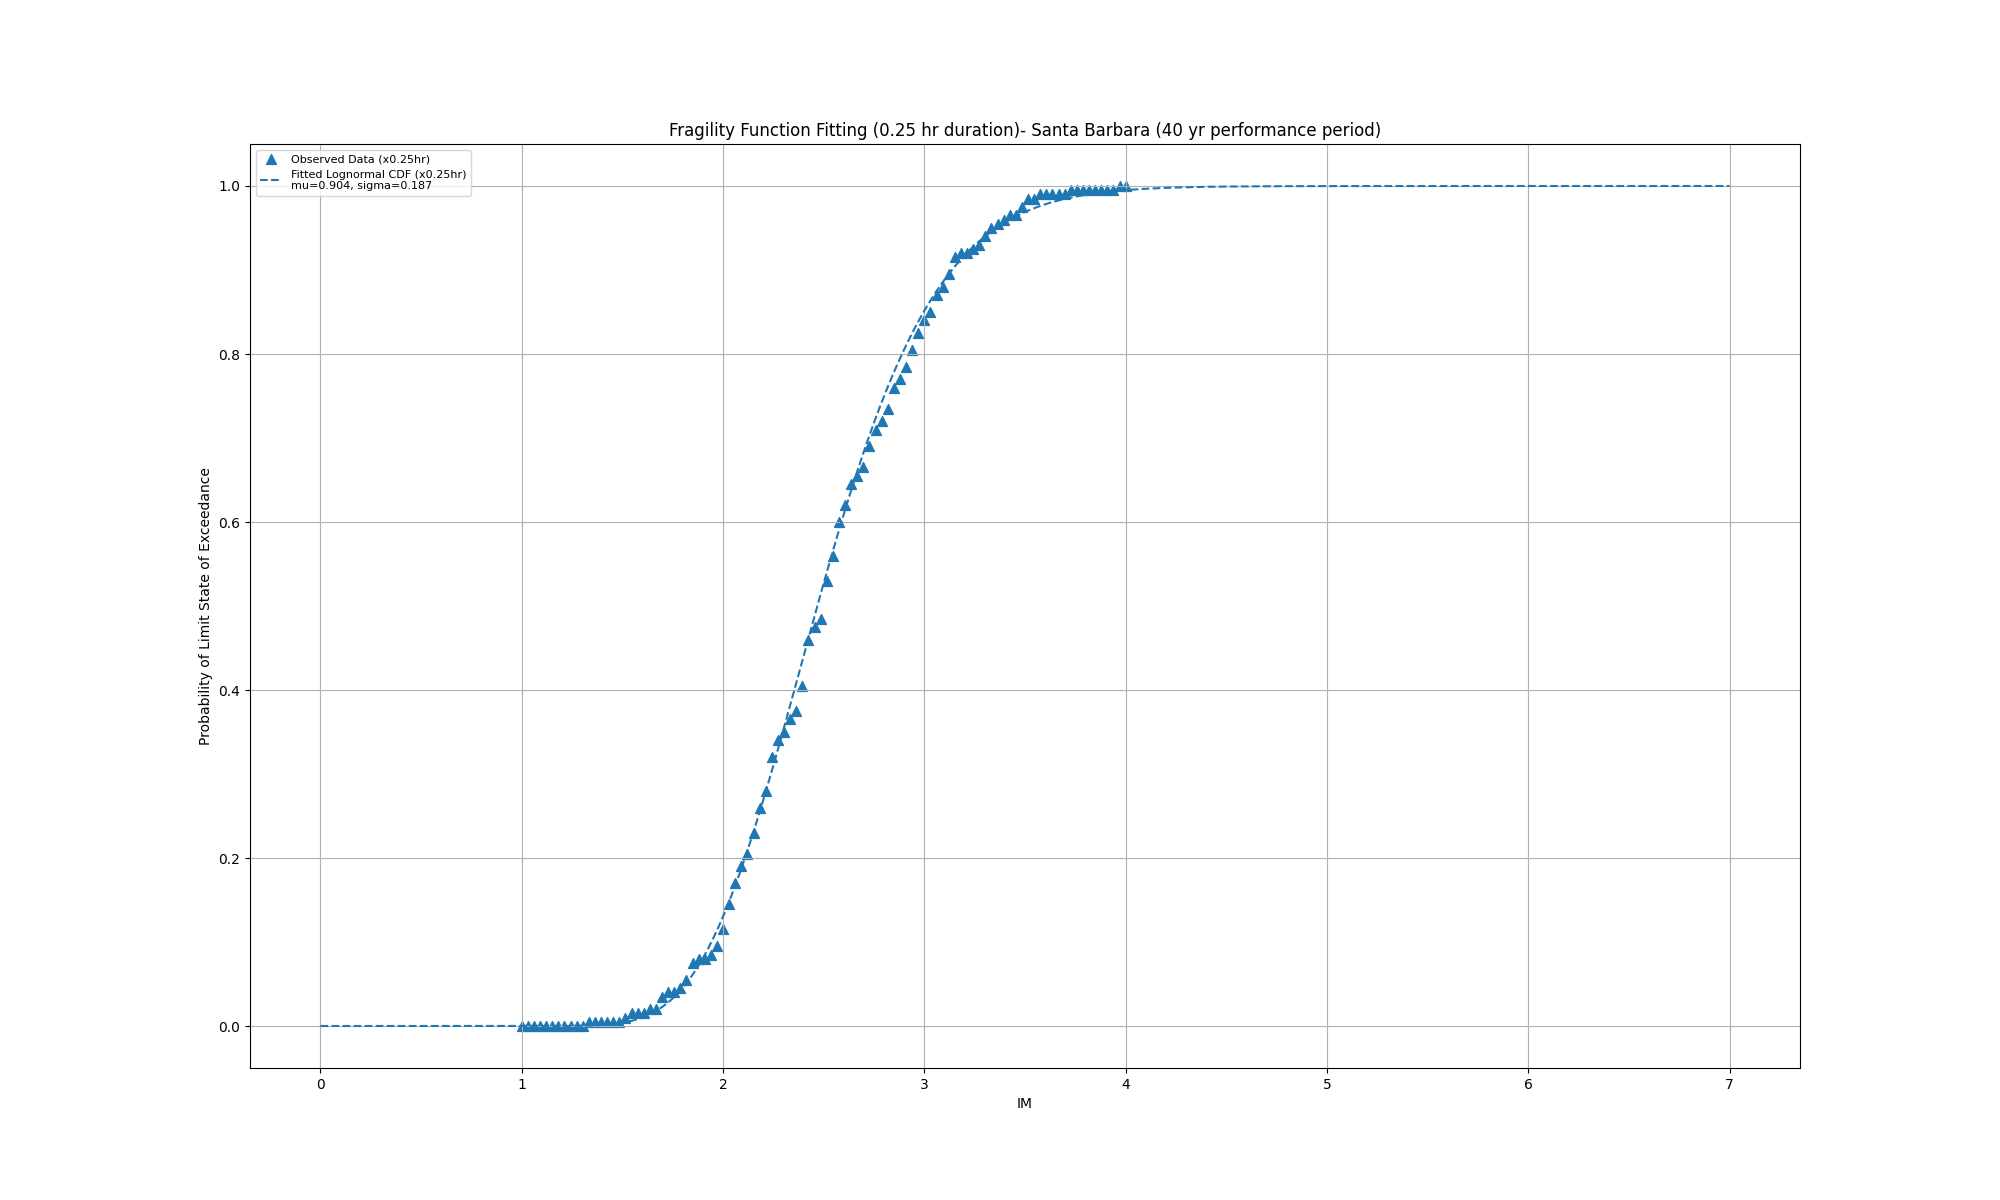 Fragility Function Fitting (0.25 hr duration)- Santa Barbara (40 yr performance period)
Observed Data (x0.25hr)
Fitted Lognormal CDF (x0.25hr)
mu=0.904, sigma=0.187
Probability of Limit State of Exceedance
1.0
0.8
0.6
0.4
0.2
0.0
0 1 2 3 4 5 6 7
IM